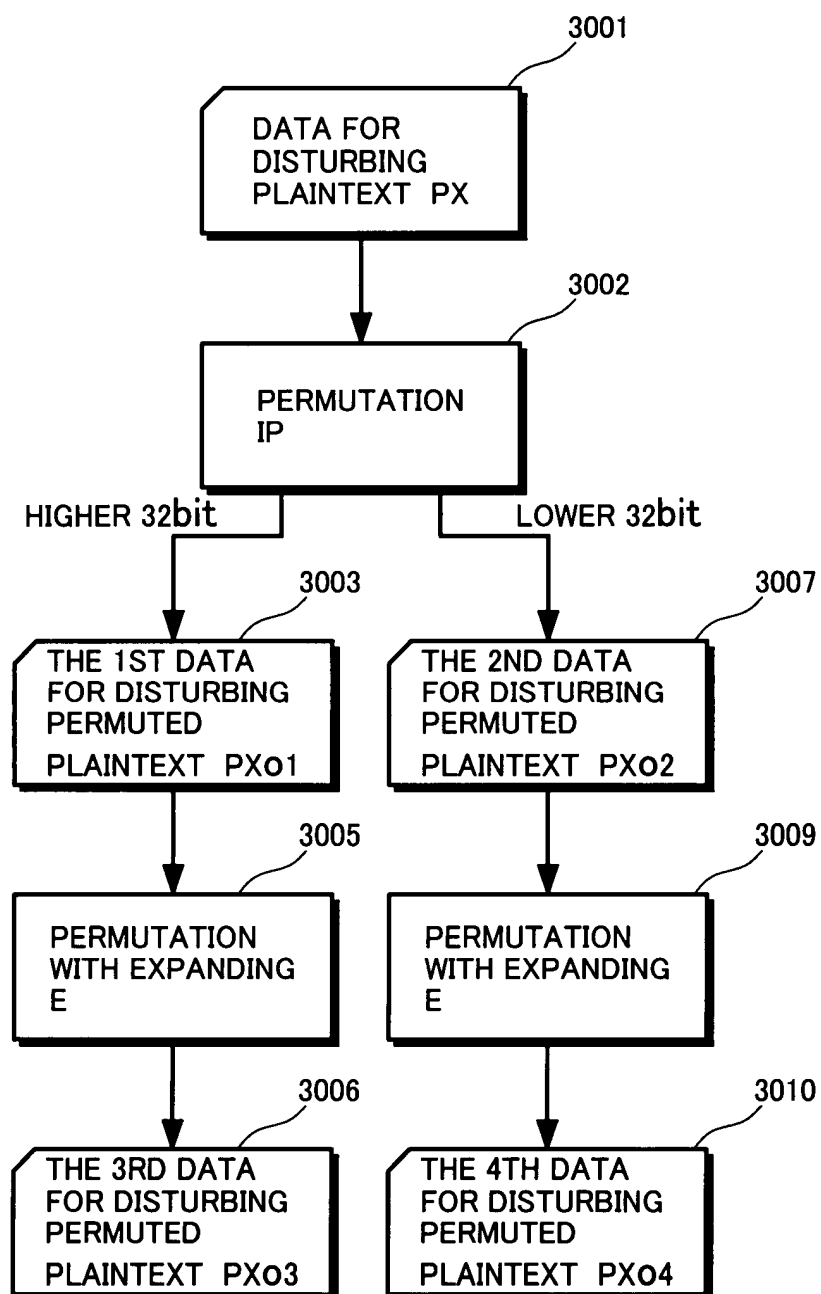 3001
DATA FOR
DISTURBING
PLAINTEXT PX
3002
PERMUTATION
IP
HIGHER 32bit
LOWER 32bit
3003
THE 1ST DATA
FOR DISTURBING
PERMUTED
PLAINTEXT PXo1
3007
THE 2ND DATA
FOR DISTURBING
PERMUTED
PLAINTEXT PXo2
3005
PERMUTATION
WITH EXPANDING
E
3009
PERMUTATION
WITH EXPANDING
E
3006
THE 3RD DATA
FOR DISTURBING
PERMUTED
PLAINTEXT PXo3
3010
THE 4TH DATA
FOR DISTURBING
PERMUTED
PLAINTEXT PXo4